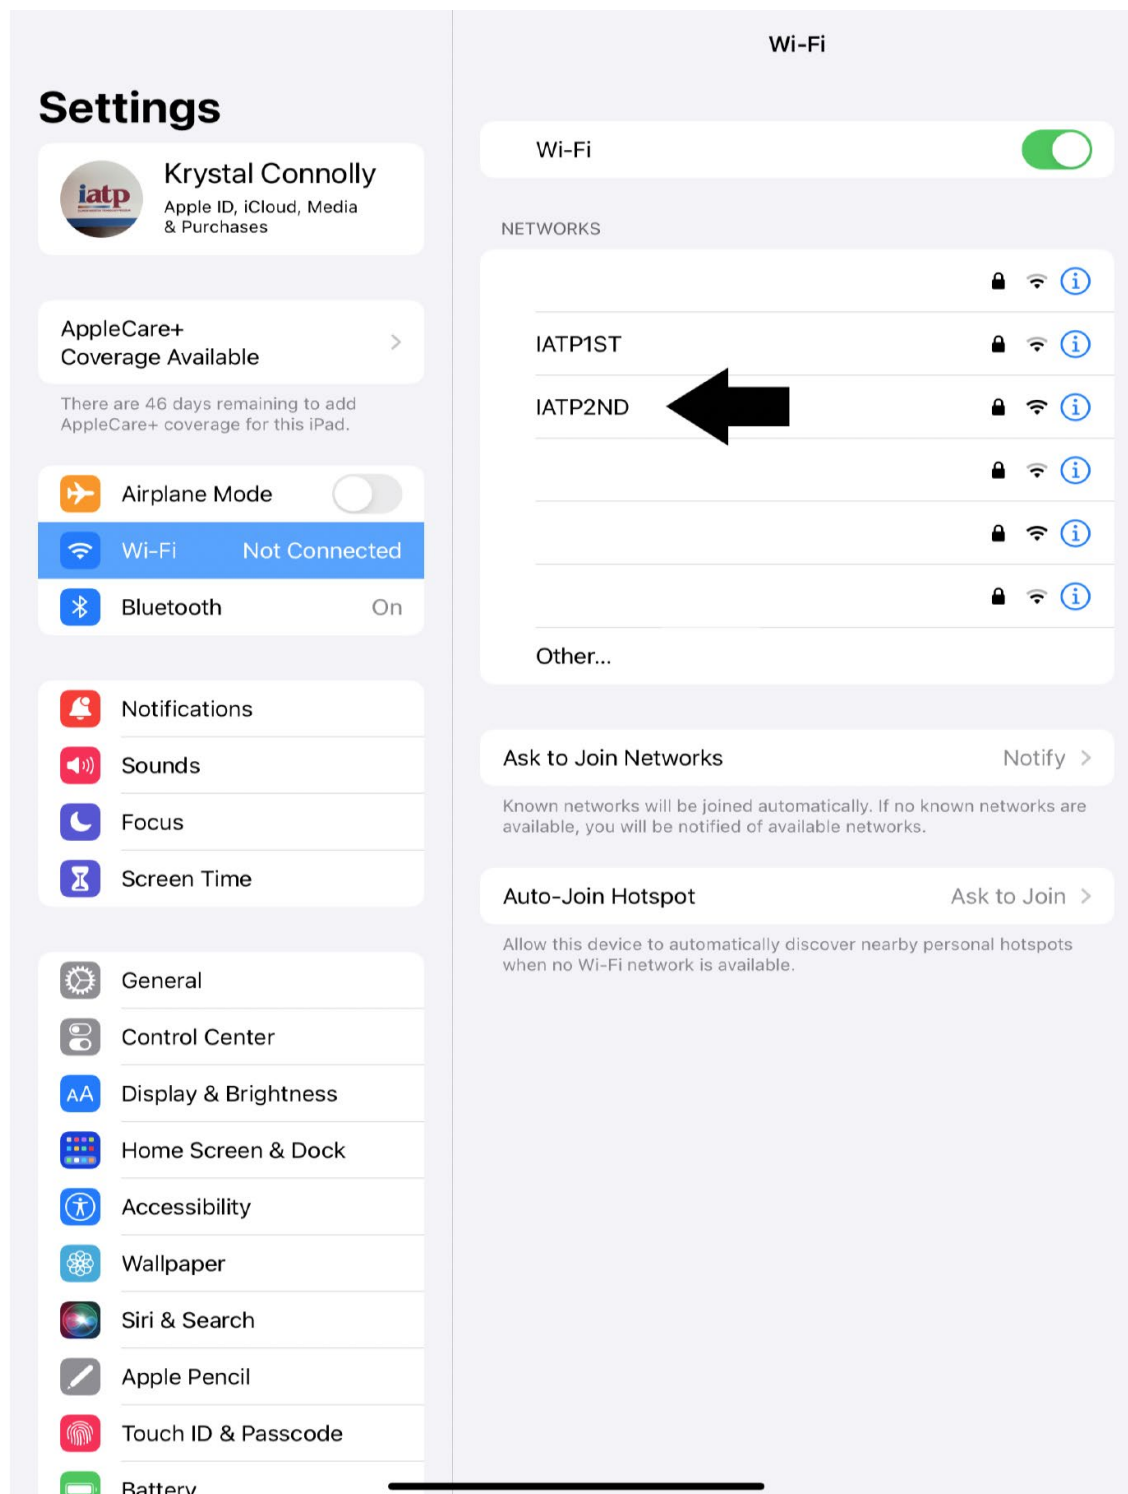 Settings
iatp
Krystal Connolly
Apple ID, iCloud, Media
& Purchases
AppleCare+
Coverage Available
There are 46 days remaining to add
AppleCare+ coverage for this iPad.
Airplane Mode
Wi-Fi Not Connected
Bluetooth On
Notifications
Sounds
Focus
Screen Time
General
Control Center
AA Display & Brightness
Home Screen & Dock
Accessibility
Wallpaper
Siri & Search
Apple Pencil
Touch ID & Passcode
Battery
Wi-Fi
Wi-Fi
NETWORKS
IATP1ST
IATP2ND
Other...
Ask to Join Networks Notify
Known networks will be joined automatically. If no known networks are
available, you will be notified of available networks.
Auto-Join Hotspot Ask to Join
Allow this device to automatically discover nearby personal hotspots
when no Wi-Fi network is available.